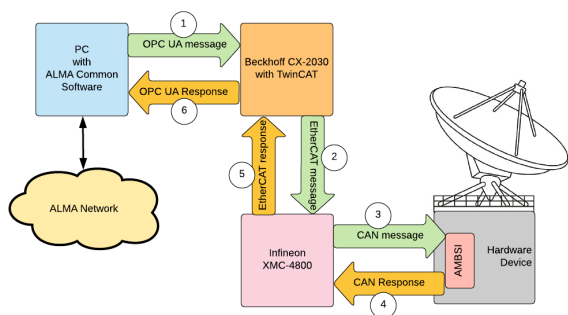 1
OPC UA message
PC
with
ALMA Common
Software
Beckhoff CX-2030
with TwinCAT
OPC UA Response
6
EtherCAT response
EtherCAT message
2
5
ALMA Network
3
CAN message
Infineon
XMC-4800
AMBSI
Hardware
Device
CAN Response
4